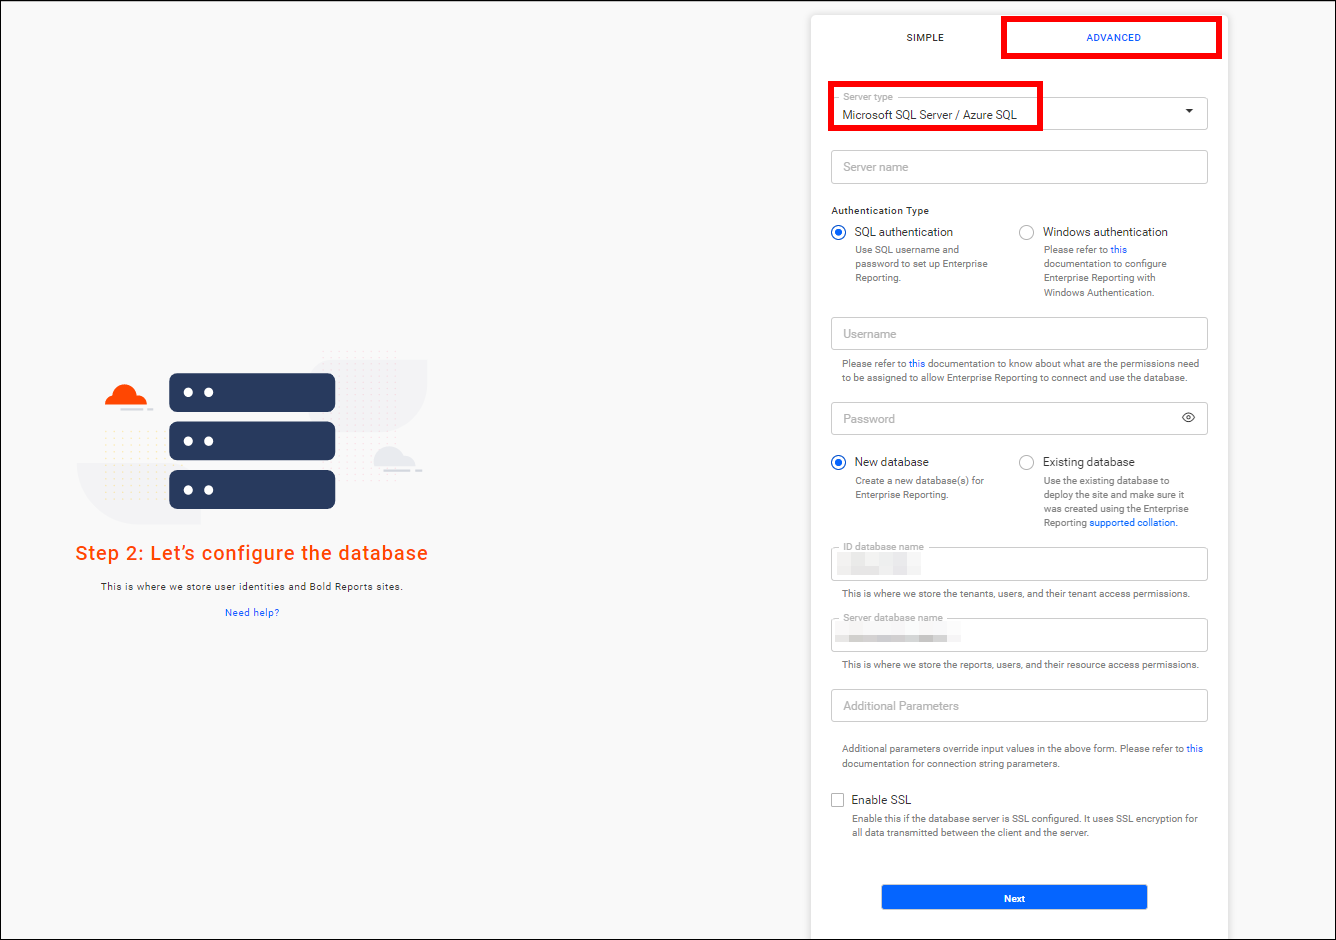 SIMPLE
ADVANCED
Server type
Microsoft SQL Server / Azure SQL
Server name
Authentication Type
SQL authentication
Use SQL username and
password to set up Enterprise
Reporting.
Windows authentication
Please refer to this
documentation to configure
Enterprise Reporting with
Windows Authentication.
Username
Please refer to this documentation to know about what are the permissions need
to be assigned to allow Enterprise Reporting to connect and use the database.
Password
New database
Create a new database(s) for
Enterprise Reporting.
Existing database
Use the existing database to
deploy the site and make sure it
was created using the Enterprise
Reporting supported collation.
ID database name
This is where we store the tenants, users, and their tenant access permissions.
Server database name
This is where we store the reports, users, and their resource access permissions.
Additional Parameters
Additional parameters override input values in the above form. Please refer to this
documentation for connection string parameters.
Enable SSL
Enable this if the database server is SSL configured. It uses SSL encryption for
all data transmitted between the client and the server.
Next
Step 2: Let's configure the database
This is where we store user identities and Bold Reports sites.
Need help?